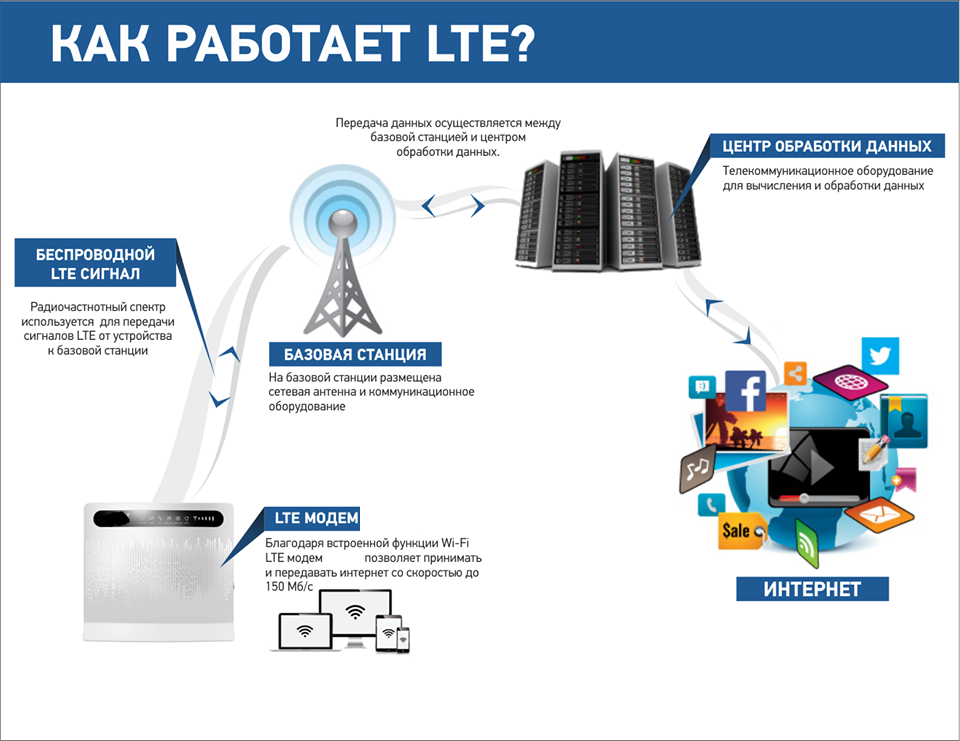 КАК РАБОТАЕТ LTE?
Передача данных осуществляется между
базовой станцией и центром
обработки данных.
ЦЕНТР ОБРАБОТКИ ДАННЫХ
Телекоммуникационное оборудование
для вычисления и обработки данных
БЕСПРОВОДНОЙ
LTE СИГНАЛ
Радиочастнотный спектр
используется для передачи
сигналов LTE от устройства
к базовой станции
БАЗОВАЯ СТАНЦИЯ
На базовой станции размещена
сетевая антенна и коммуникационное
оборудование
LTE МОДЕМ
Благодаря встроенной функции Wi-Fi
LTE модем позволяет принимать
и передавать интернет со скоростью до
150 Мб/с
$ale
ИНТЕРНЕТ